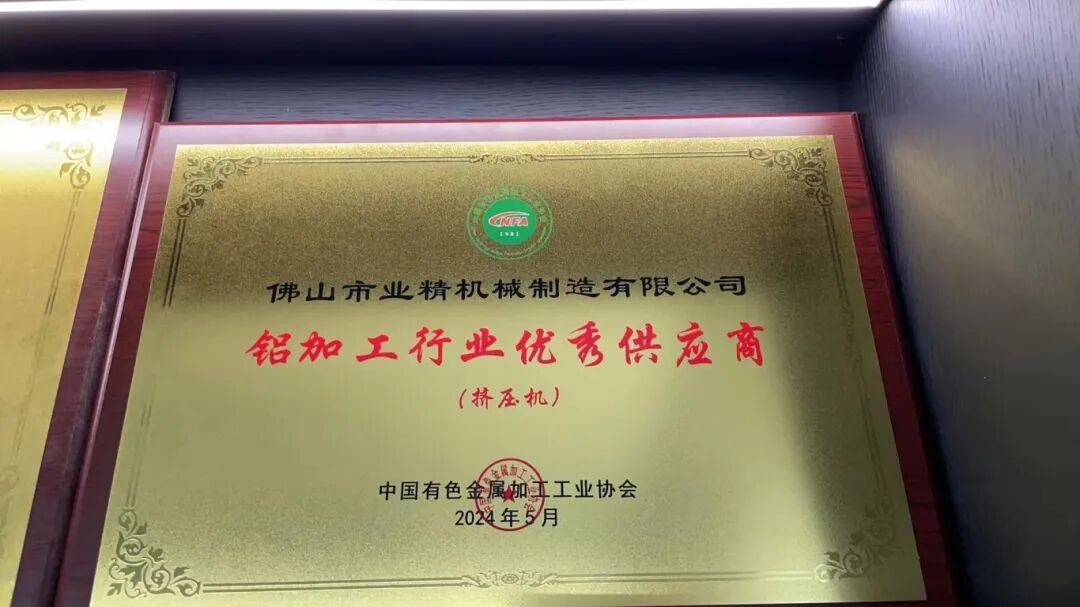 CNFA
1981
佛山市业精机械制造有限公司
铝加工行业优秀供应商
（挤压机）
中国有色金属加工工业协会
2024年5月